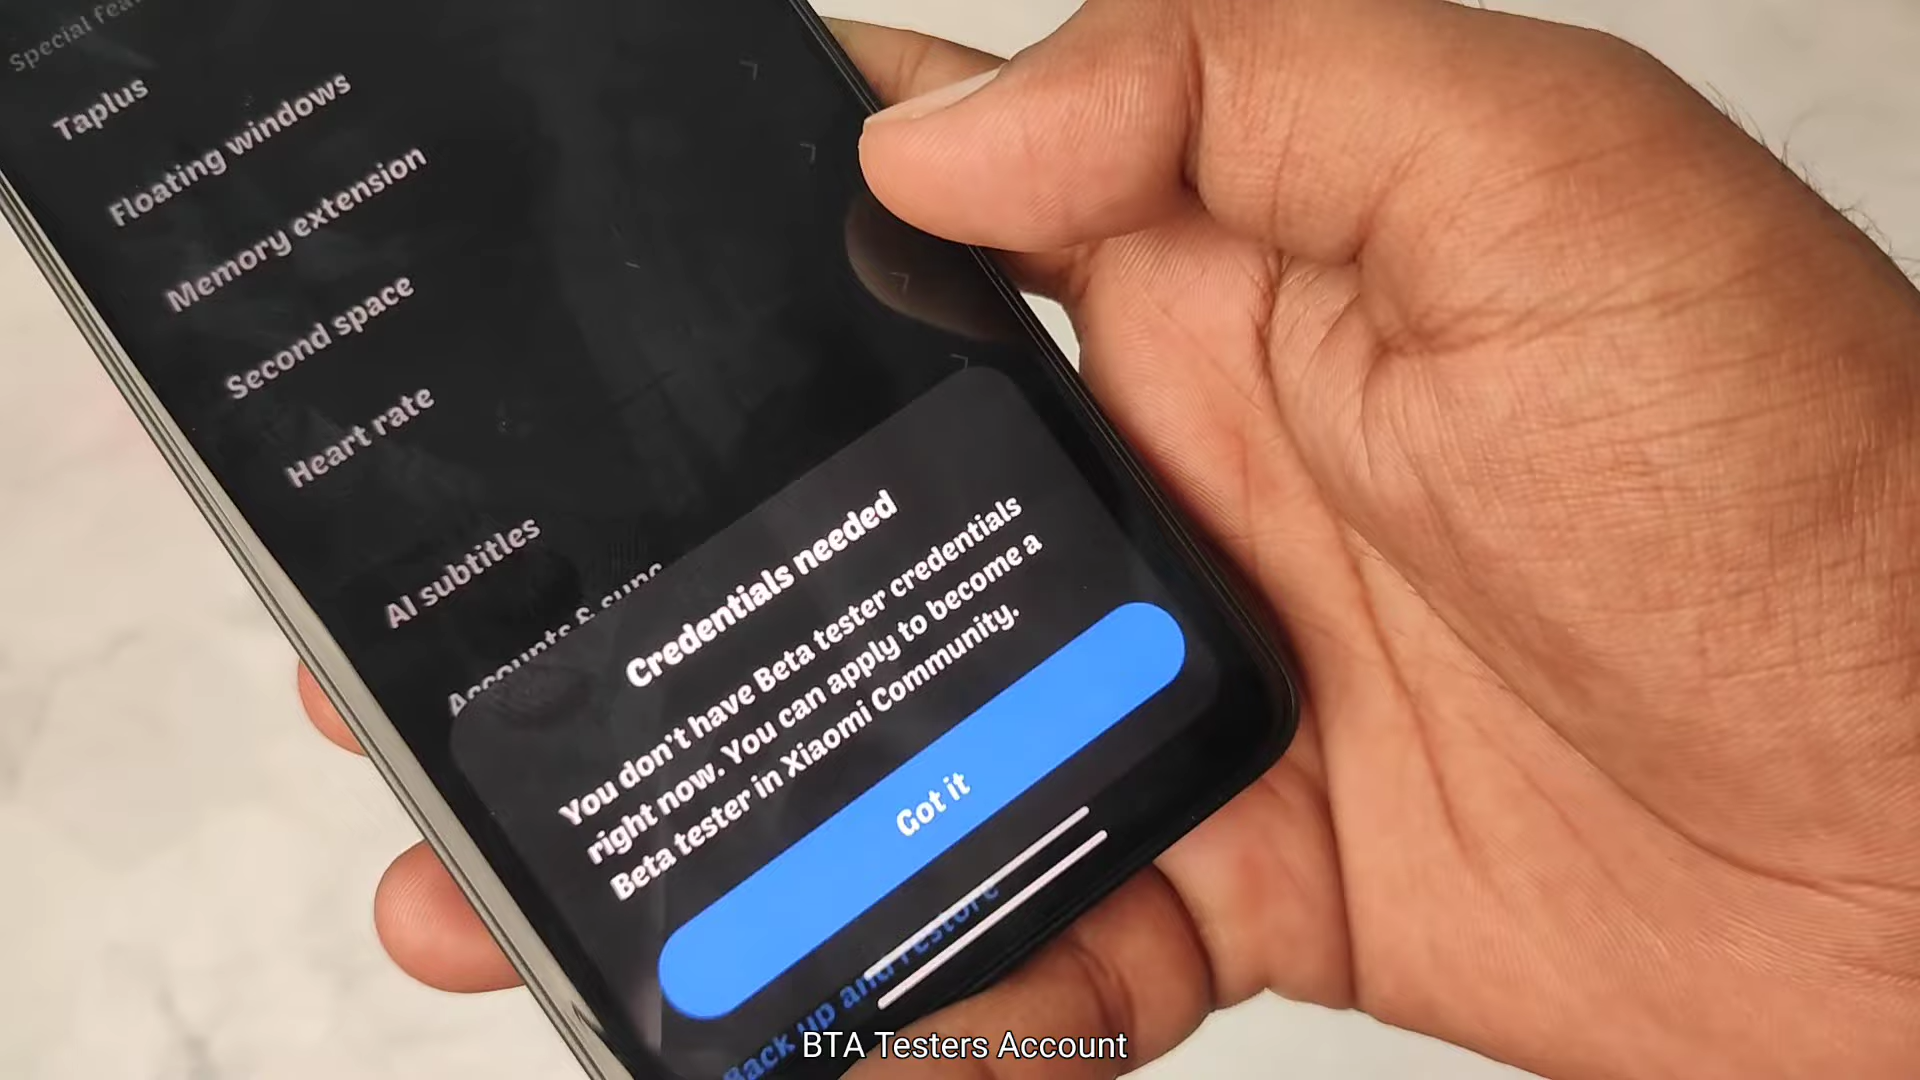 Special
Taplus
Floating windows
Memory extension
Second space
Heart rate
AI subtitles
Accounts & sync
Credentials needed
You don't have Beta tester credentials
right now. You can apply to become a
Beta tester in Xiaomi Community.
Got it
Back up and restore
BTA Testers Account